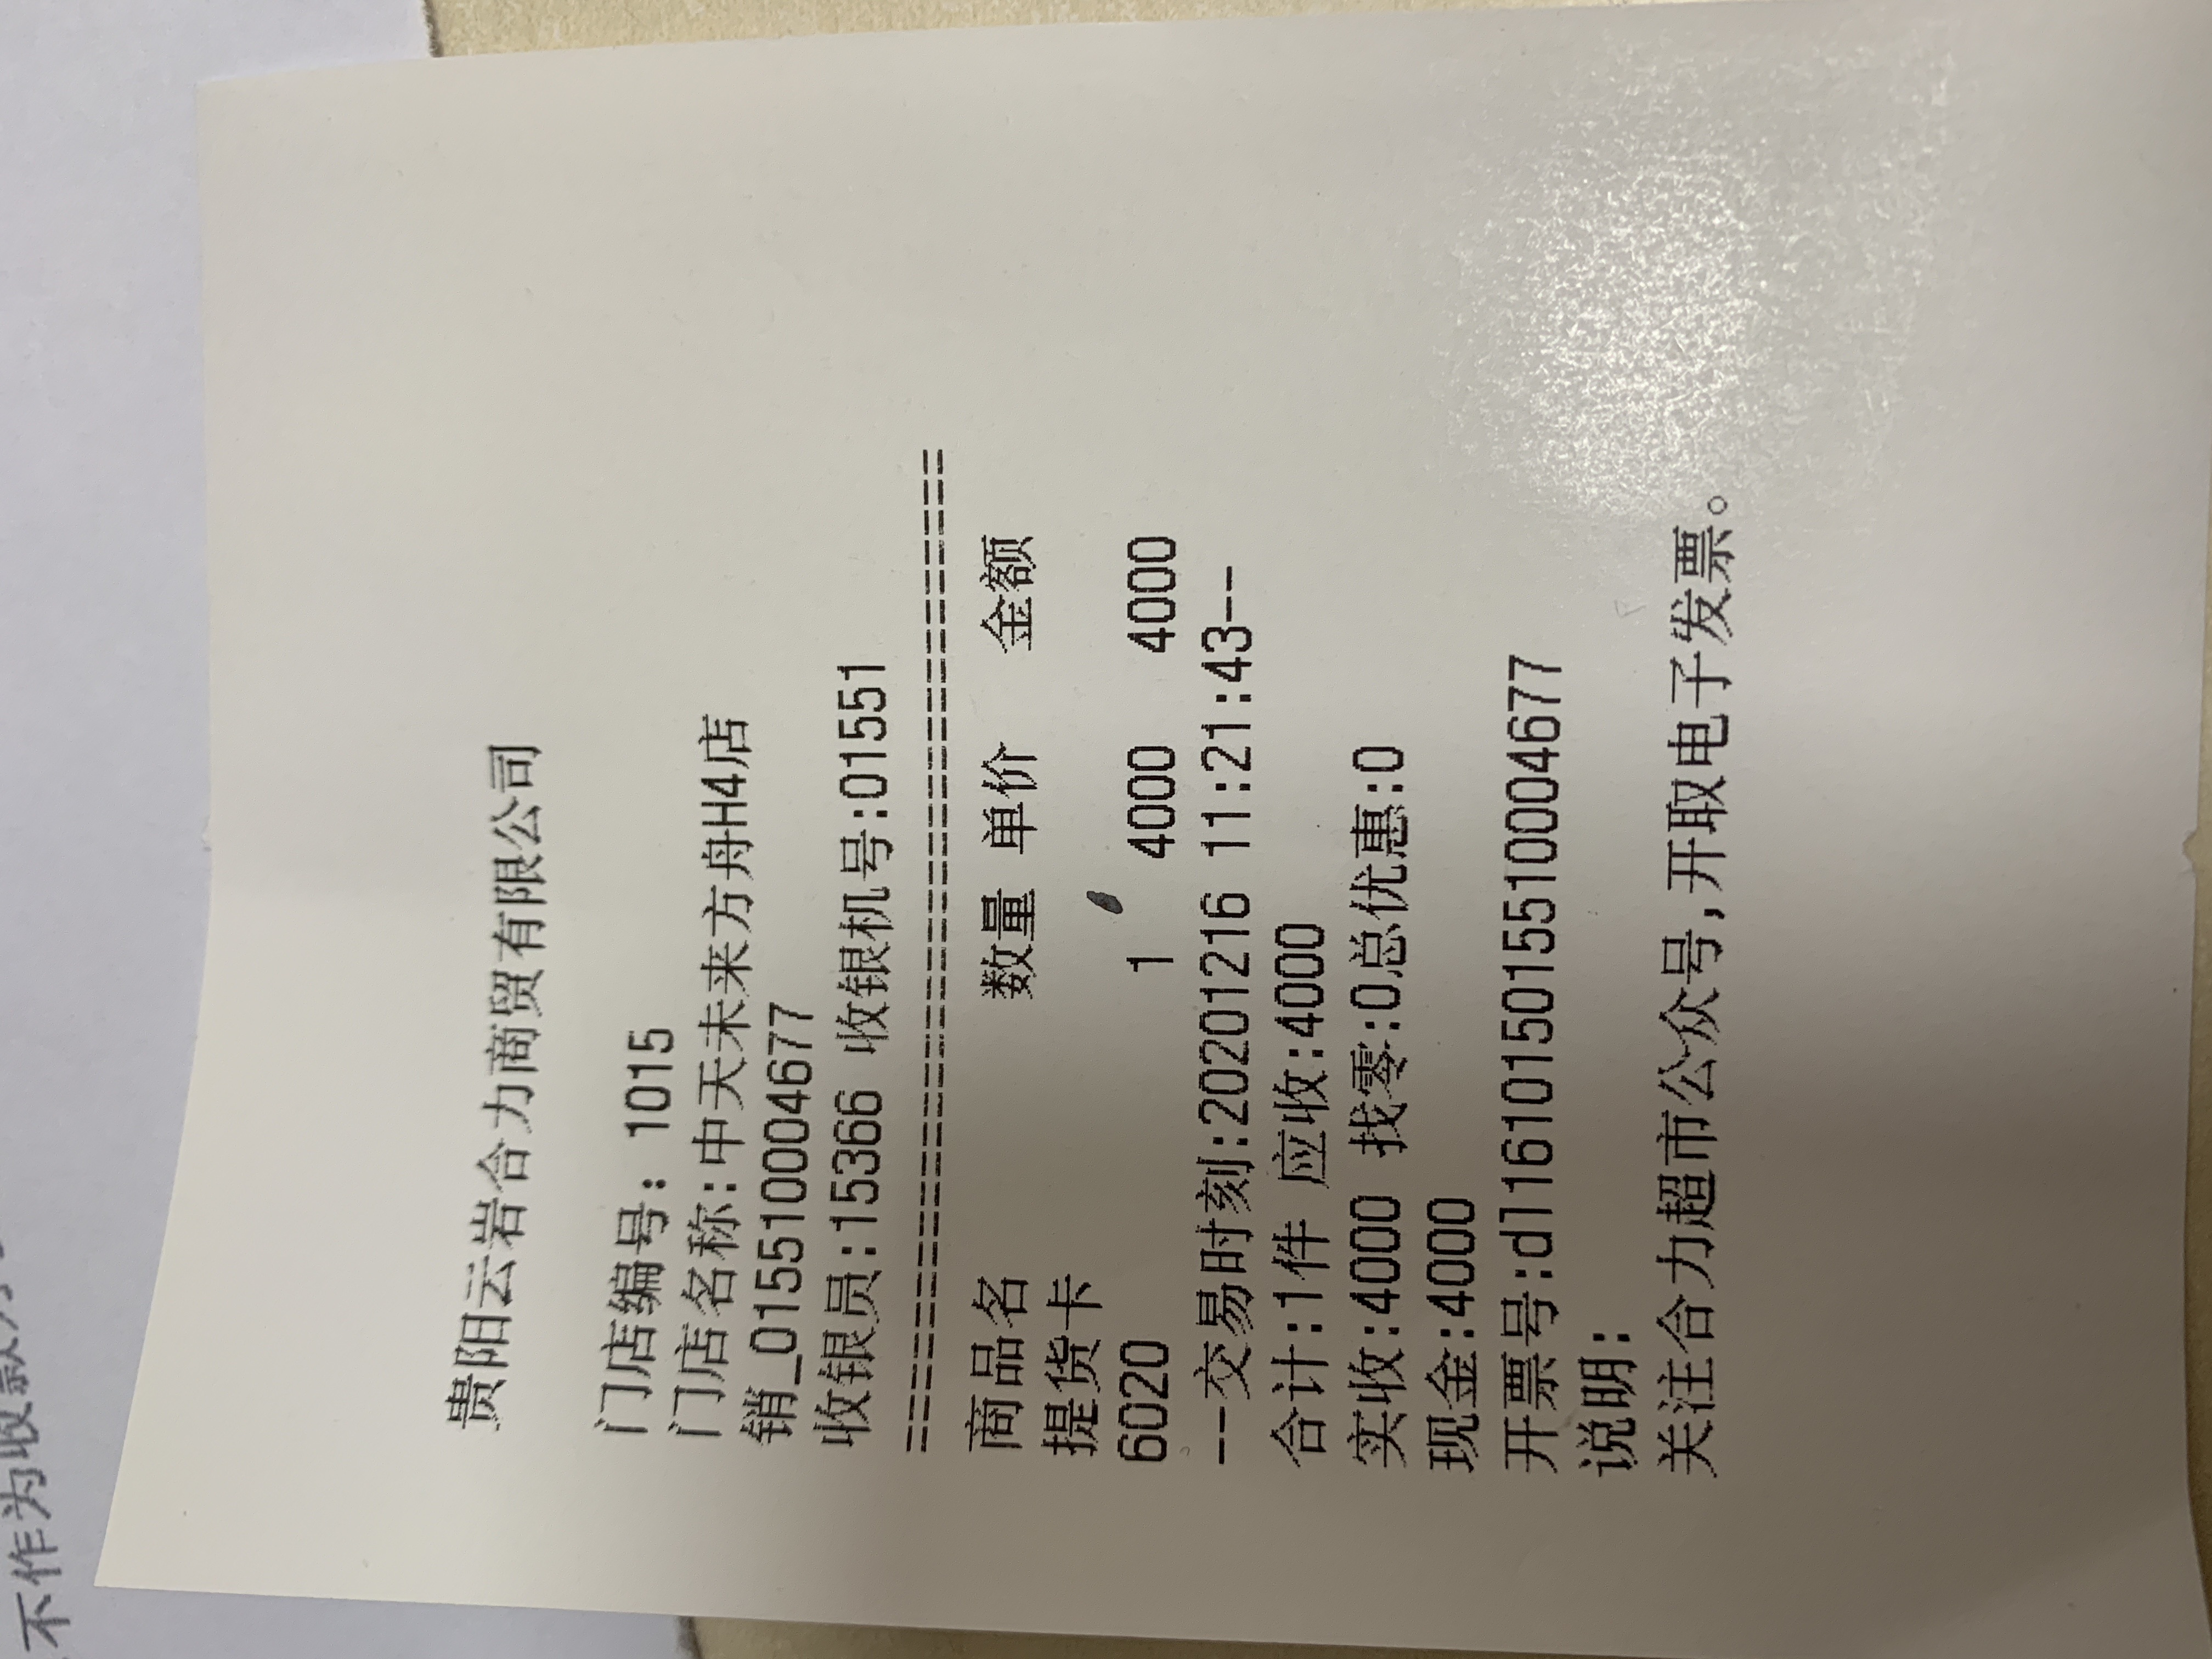 贵阳云岩合力商贸有限公司
门店编号: 1015
门店名称:中天未来方舟H4店
销_015510004677
收银员:15366 收银机号:01551
================================
商品名 数量 单价 金额
提货卡
6020 1 4000 4000
--交易时刻:20201216 11:21:43--
合计:1件 应收:4000
实收:4000 找零:0总优惠:0
现金:4000
开票号:dl161015015510004677
说明:
关注合力超市公众号,开取电子发票。
不作为收款